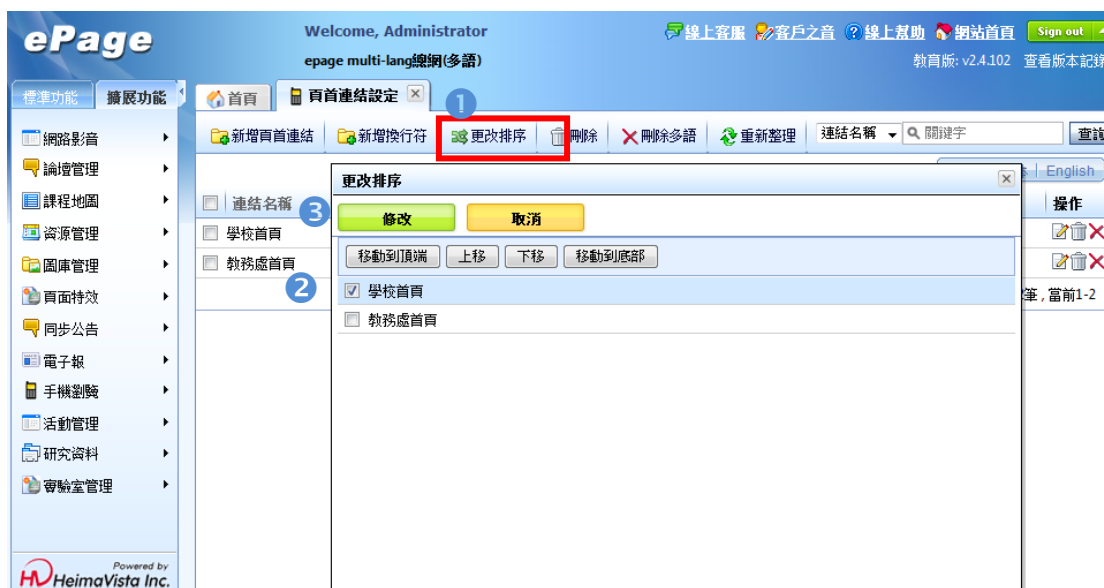 ePage
Welcome, Administrator
epage multi-lang總網(多語)
線上客服 客戶之音 線上幫助 網站首頁 Sign out
教育版: v2.4.102 查看版本記錄
標準功能 擴展功能
首頁 頁首連結設定
1
新增頁首連結 新增換行符 更改排序 刪除 刪除多語 重新整理 連結名稱 關鍵字 查詢
English
連結名稱 操作
學校首頁
教務處首頁
筆,當前1-2
更改排序
3
修改 取消
移動到頂端 上移 下移 移動到底部
2
學校首頁
教務處首頁
網路影音
論壇管理
課程地圖
資源管理
圖庫管理
頁面特效
同步公告
電子報
手機瀏覽
活動管理
研究資料
實驗室管理
Powered by
HeimaVista Inc.